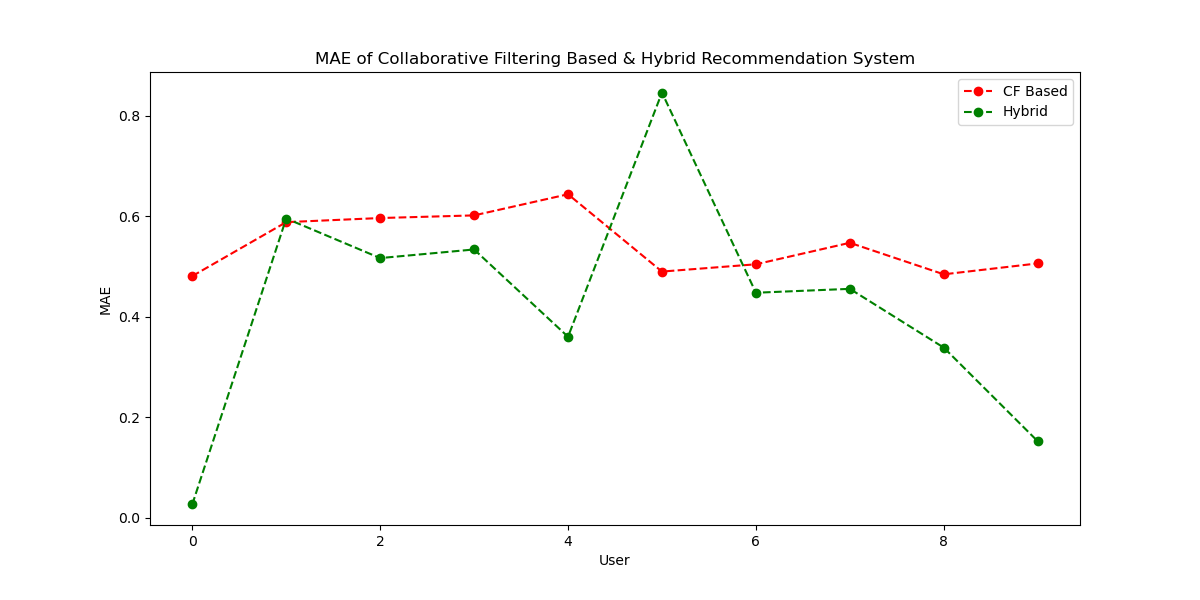 MAE of Collaborative Filtering Based & Hybrid Recommendation System
CF Based
Hybrid
MAE
0.8
0.6
0.4
0.2
0.0
0 2 4 6 8
User